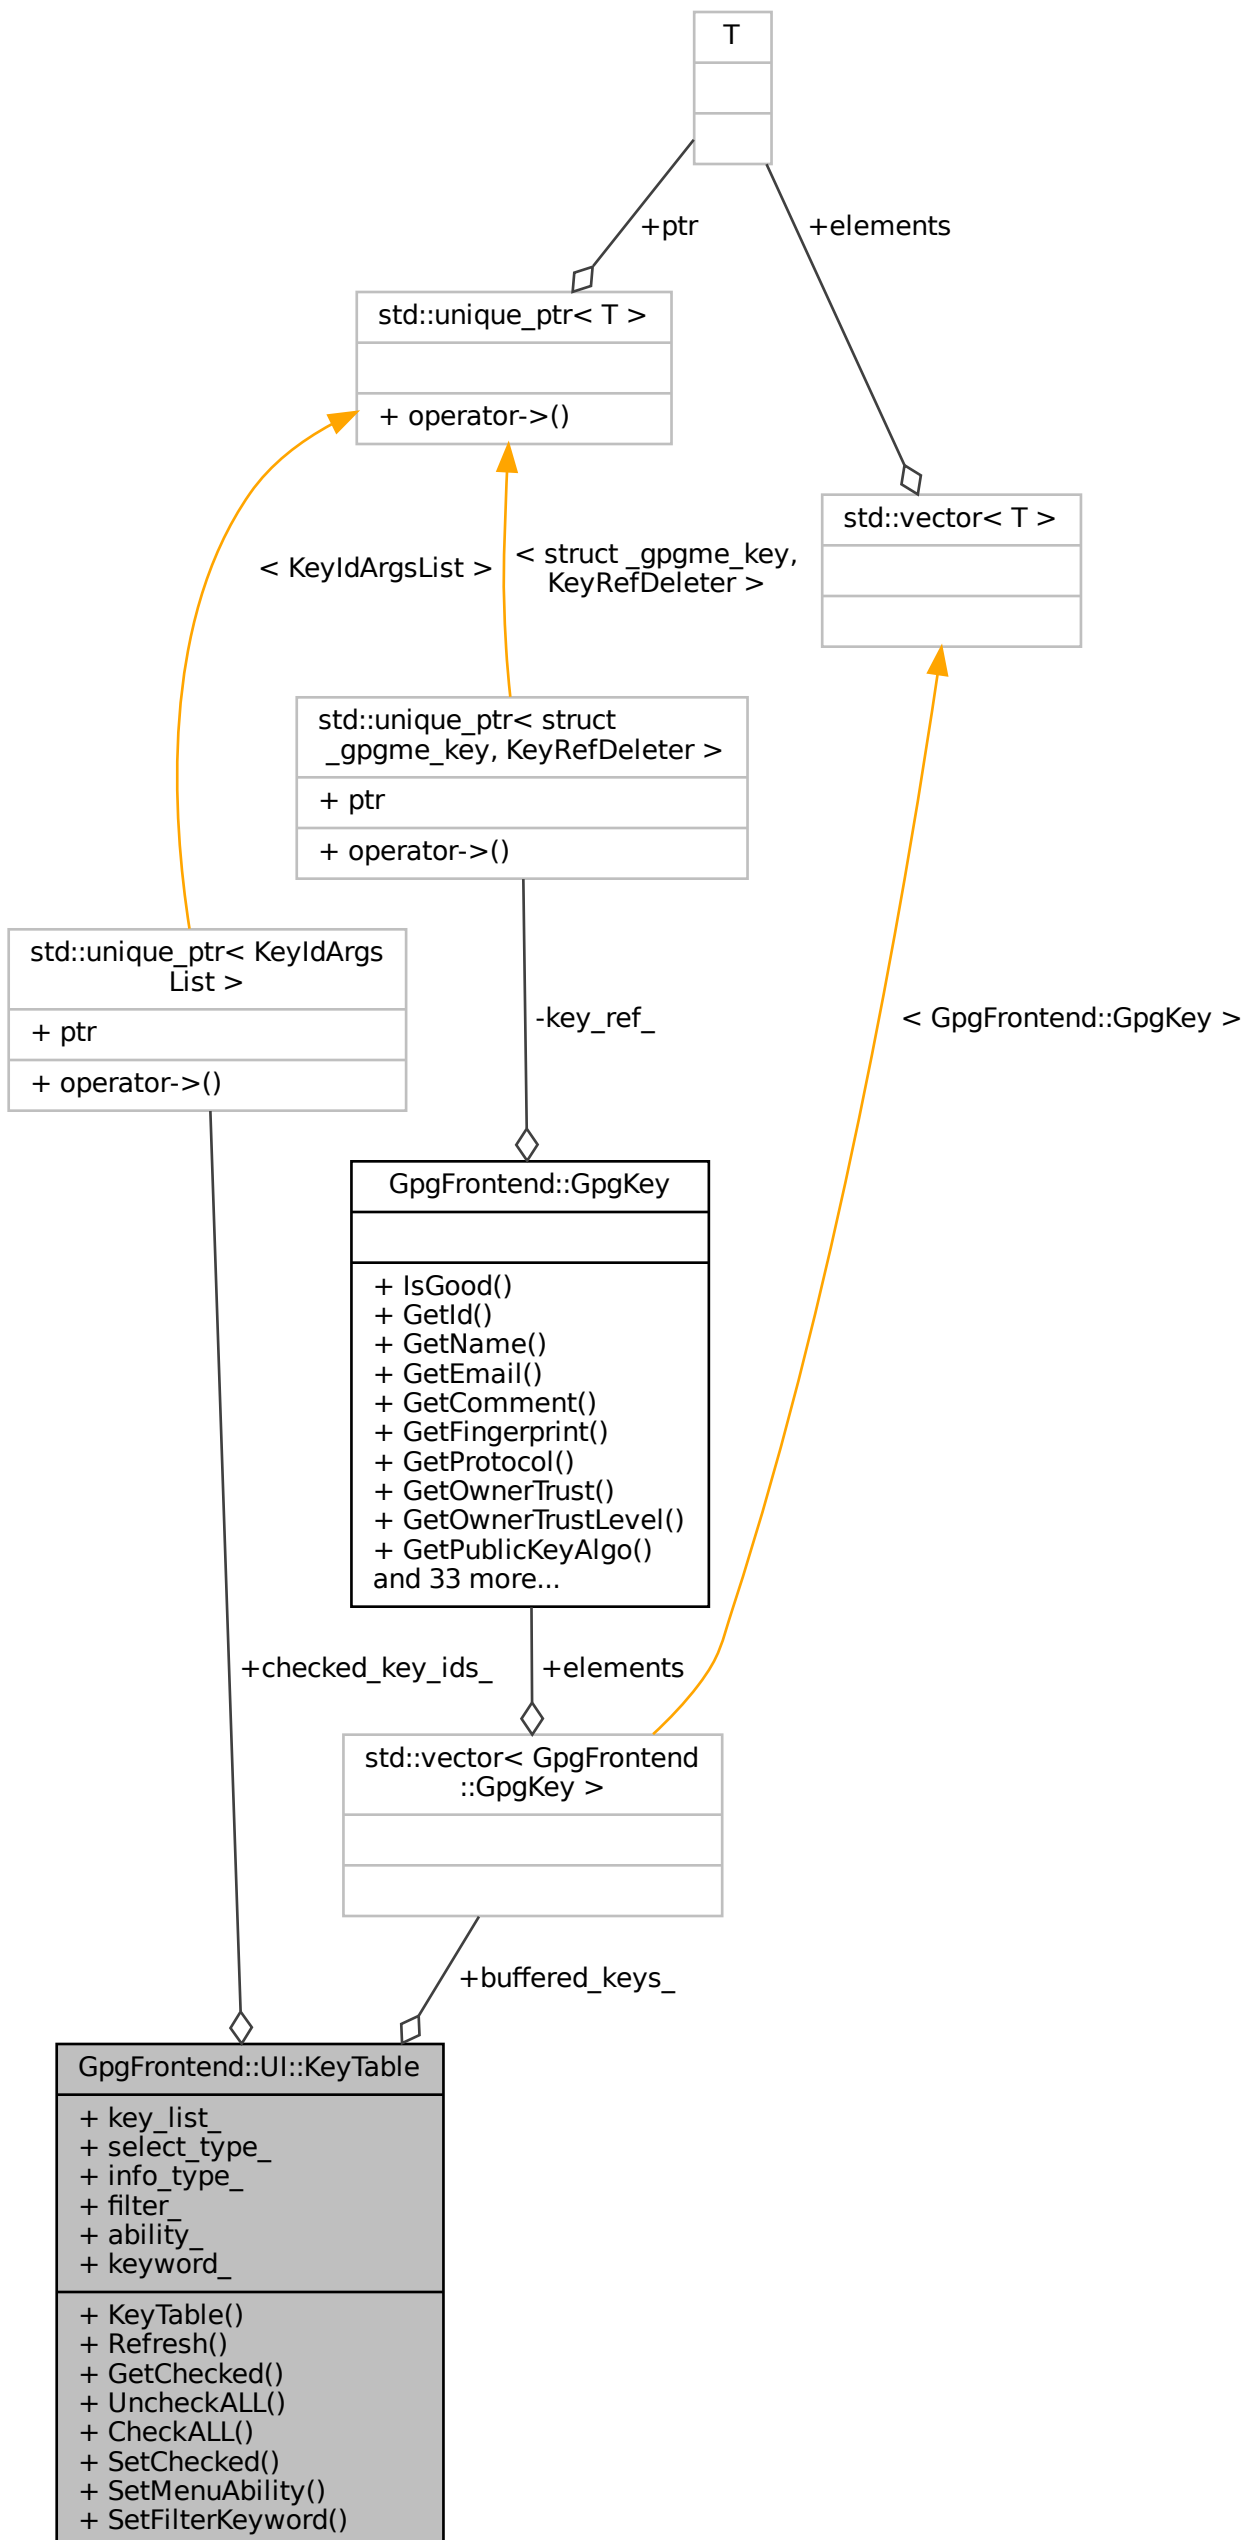 T
+ptr
+elements
std::unique_ptr< T >
+ operator->()
std::vector< T >
< KeyIdArgsList >
< struct _gpgme_key,
KeyRefDeleter >
std::unique_ptr< struct
_gpgme_key, KeyRefDeleter >
+ ptr
+ operator->()
std::unique_ptr< KeyIdArgs
List >
+ ptr
+ operator->()
-key_ref_
< GpgFrontend::GpgKey >
GpgFrontend::GpgKey
+ IsGood()
+ GetId()
+ GetName()
+ GetEmail()
+ GetComment()
+ GetFingerprint()
+ GetProtocol()
+ GetOwnerTrust()
+ GetOwnerTrustLevel()
+ GetPublicKeyAlgo()
and 33 more...
+checked_key_ids_
+elements
std::vector< GpgFrontend
::GpgKey >
+buffered_keys_
GpgFrontend::UI::KeyTable
+ key_list_
+ select_type_
+ info_type_
+ filter_
+ ability_
+ keyword_
+ KeyTable()
+ Refresh()
+ GetChecked()
+ UncheckALL()
+ CheckALL()
+ SetChecked()
+ SetMenuAbility()
+ SetFilterKeyword()